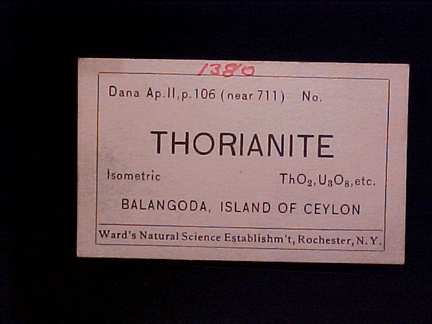 1380
Dana Ap.II,p.106 (near 711) No.
THORIANITE
Isometric ThO₂,U₃O₈,etc.
BALANGODA, ISLAND OF CEYLON
Ward's Natural Science Establishm't, Rochester, N.Y.